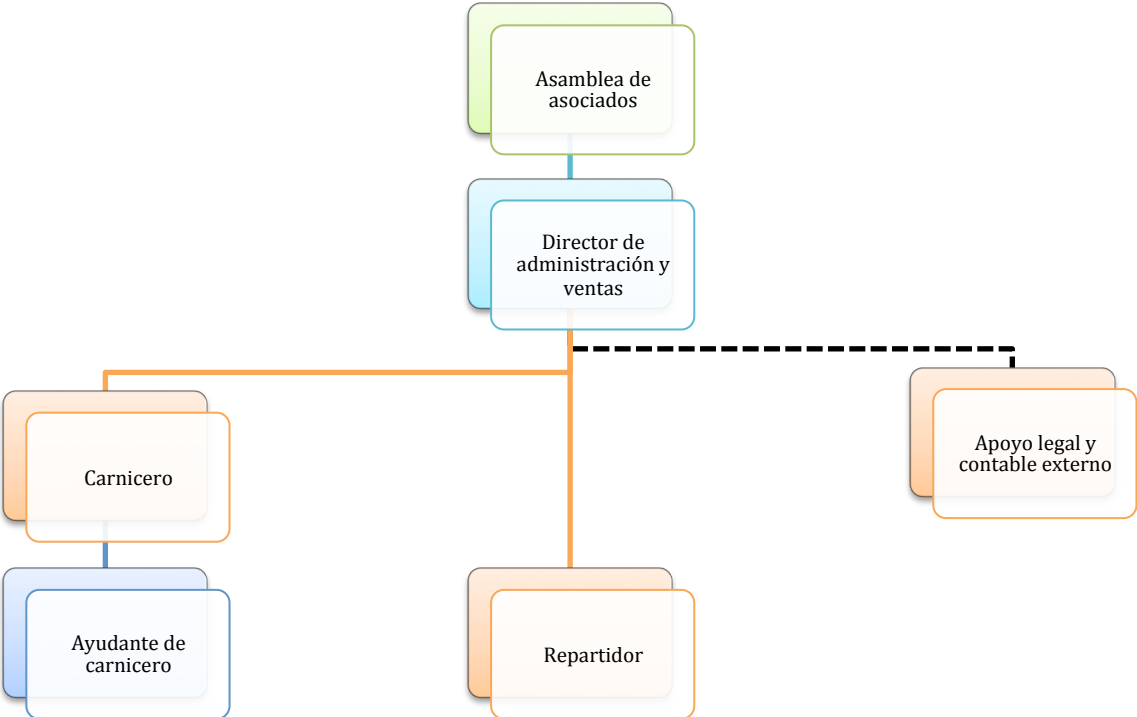 Asamblea de
asociados
Director de
administración y
ventas
Apoyo legal y
contable externo
Carnicero
Ayudante de
carnicero
Repartidor